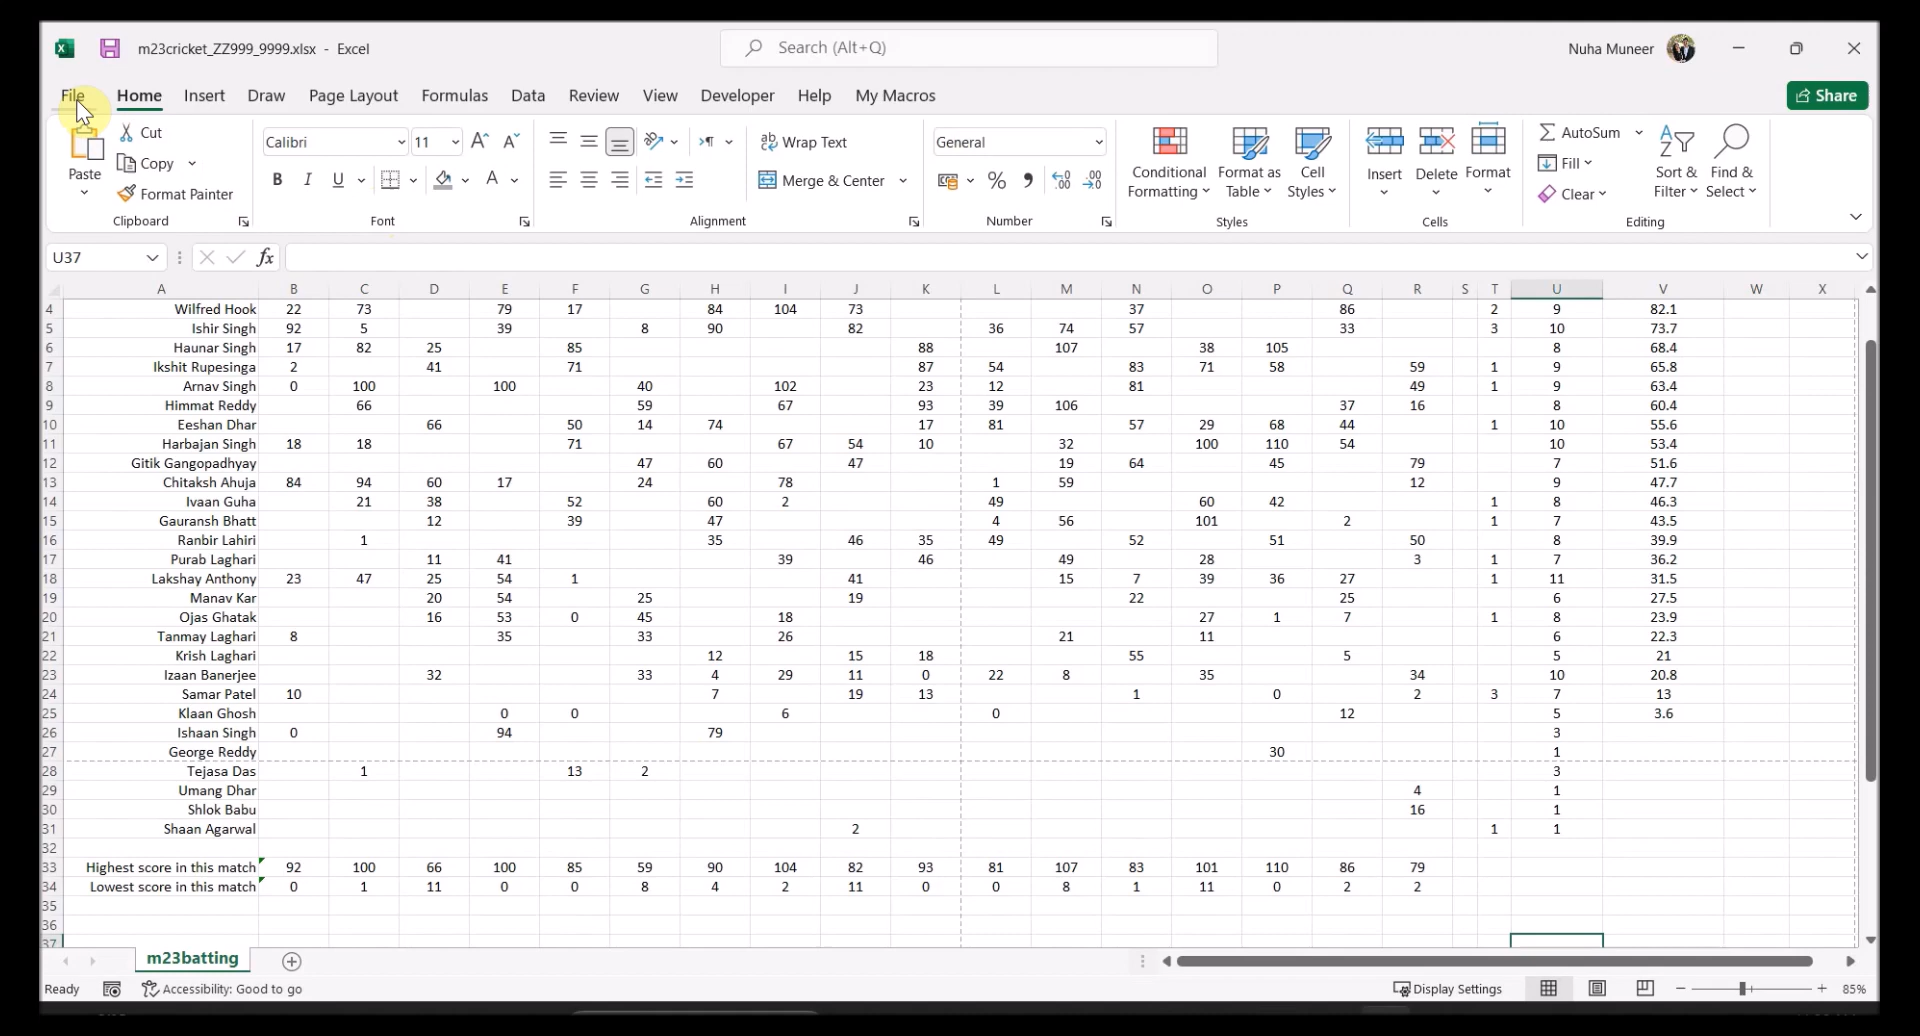 m23cricket_ZZ999_9999.xlsx - Excel
Search (Alt+Q)
Nuha Muneer
File Home Insert Draw Page Layout Formulas Data Review View Developer Help My Macros Share
Paste Cut Copy Format Painter Clipboard
Calibri 11 B I U A Font
Wrap Text Merge & Center Alignment
General % Number
Conditional Formatting Format as Table Cell Styles Styles
Insert Delete Format Cells
AutoSum Fill Clear Sort & Filter Find & Select Editing
U37 fx
A B C D E F G H I J K L M N O P Q R S T U V W X
4 Wilfred Hook 22 73 79 17 84 104 73 37 86 2 9 82.1
5 Ishir Singh 92 5 39 8 90 82 36 74 57 33 3 10 73.7
6 Haunar Singh 17 82 25 85 88 107 38 105 8 68.4
7 Ikshit Rupesinga 2 41 71 87 54 83 71 58 59 1 9 65.8
8 Arnav Singh 0 100 100 40 102 23 12 81 49 1 9 63.4
9 Himmat Reddy 66 59 67 93 39 106 37 16 8 60.4
10 Eeshan Dhar 66 50 14 74 17 81 57 29 68 44 1 10 55.6
11 Harbajan Singh 18 18 71 67 54 10 32 100 110 54 10 53.4
12 Gitik Gangopadhyay 47 60 47 19 64 45 79 7 51.6
13 Chitaksh Ahuja 84 94 60 17 24 78 1 59 12 9 47.7
14 Ivaan Guha 21 38 52 60 2 49 60 42 1 8 46.3
15 Gauransh Bhatt 12 39 47 4 56 101 2 1 7 43.5
16 Ranbir Lahiri 1 35 46 35 49 52 51 50 8 39.9
17 Purab Laghari 11 41 39 46 49 28 3 1 7 36.2
18 Lakshay Anthony 23 47 25 54 1 41 15 7 39 36 27 1 11 31.5
19 Manav Kar 20 54 25 19 22 25 6 27.5
20 Ojas Ghatak 16 53 0 45 18 27 1 7 1 8 23.9
21 Tanmay Laghari 8 35 33 26 21 11 6 22.3
22 Krish Laghari 12 15 18 55 5 5 21
23 Izaan Banerjee 32 33 4 29 11 0 22 8 35 34 10 20.8
24 Samar Patel 10 7 19 13 1 0 2 3 7 13
25 Klaan Ghosh 0 0 6 0 12 5 3.6
26 Ishaan Singh 0 94 79 3
27 George Reddy 30 1
28 Tejasa Das 1 13 2 3
29 Umang Dhar 4 1
30 Shlok Babu 16 1
31 Shaan Agarwal 2 1 1
32
33 Highest score in this match 92 100 66 100 85 59 90 104 82 93 81 107 83 101 110 86 79
34 Lowest score in this match 0 1 11 0 0 8 4 2 11 0 0 8 1 11 0 2 2
35
36
37
m23batting
Ready Accessibility: Good to go Display Settings 85%